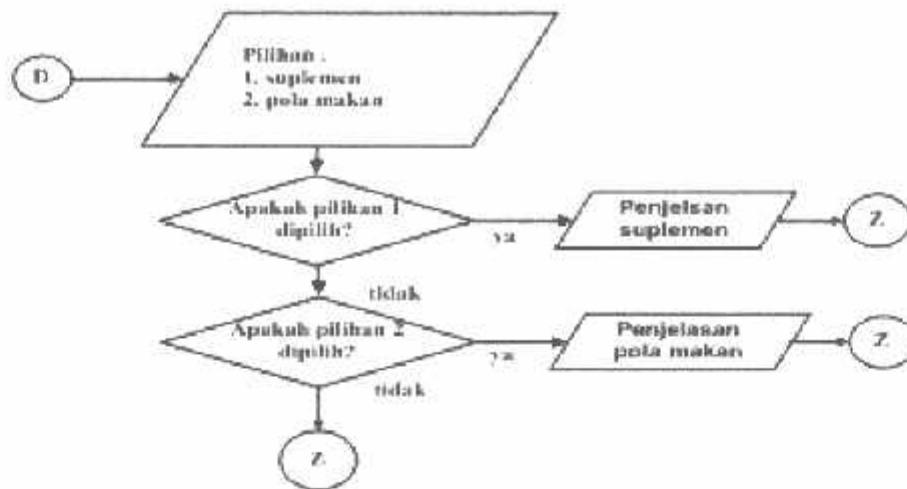 D
Pilihan :
1. suplemen
2. pola makan
Apakah pilihan 1
dipilih?
ya
Penjelsan
suplemen
Z
tidak
Apakah pilihan 2
dipilih?
ya
Penjelasan
pola makan
Z
tidak
Z